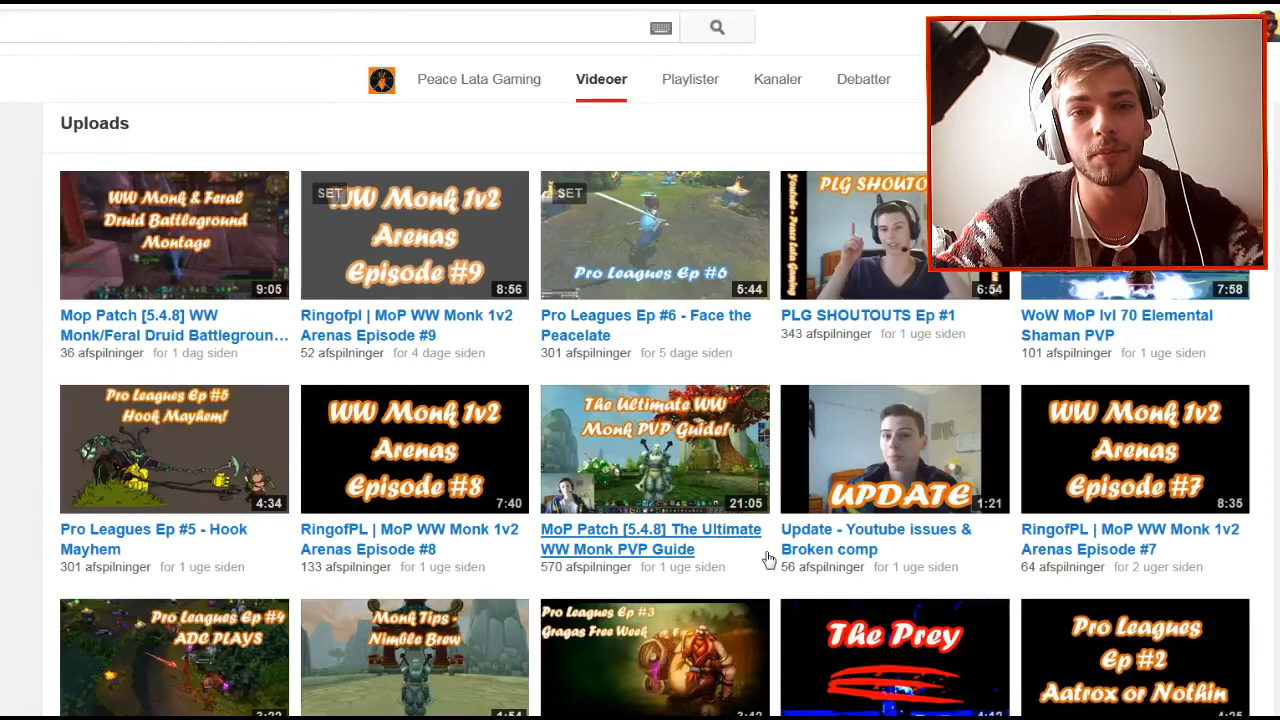 Peace Lata Gaming Videoer Playlister Kanaler Debatter
Uploads
WW Monk & Feral
Druid Battleground
Montage
9:05
SET
WW Monk 1v2
Arenas
Episode #9
8:56
SET
Pro Leagues Ep #6
5:44
PLG SHOUTO
Youtube - Peace Lata Gaming
6:54
7:58
Mop Patch [5.4.8] WW
Monk/Feral Druid Battlegroun...
36 afspilninger for 1 dag siden
Ringofpl | MoP WW Monk 1v2
Arenas Episode #9
52 afspilninger for 4 dage siden
Pro Leagues Ep #6 - Face the
Peacelate
301 afspilninger for 5 dage siden
PLG SHOUTOUTS Ep #1
343 afspilninger for 1 uge siden
WoW MoP lvl 70 Elemental
Shaman PVP
101 afspilninger for 1 uge siden
Pro Leagues Ep #5
Hook Mayhem!
4:34
WW Monk 1v2
Arenas
Episode #8
7:40
The Ultimate WW
Monk PVP Guide!
21:05
UPDATE
1:21
WW Monk 1v2
Arenas
Episode #7
8:35
Pro Leagues Ep #5 - Hook
Mayhem
301 afspilninger for 1 uge siden
RingofPL | MoP WW Monk 1v2
Arenas Episode #8
133 afspilninger for 1 uge siden
MoP Patch [5.4.8] The Ultimate
WW Monk PVP Guide
570 afspilninger for 1 uge siden
Update - Youtube issues &
Broken comp
56 afspilninger for 1 uge siden
RingofPL | MoP WW Monk 1v2
Arenas Episode #7
64 afspilninger for 2 uger siden
Pro Leagues Ep #4
ADC PLAYS
Monk Tips -
Nimble Brew
Pro Leagues Ep #3
Gragas Free Week
The Prey
Pro Leagues
Ep #2
Aatrox or Nothin